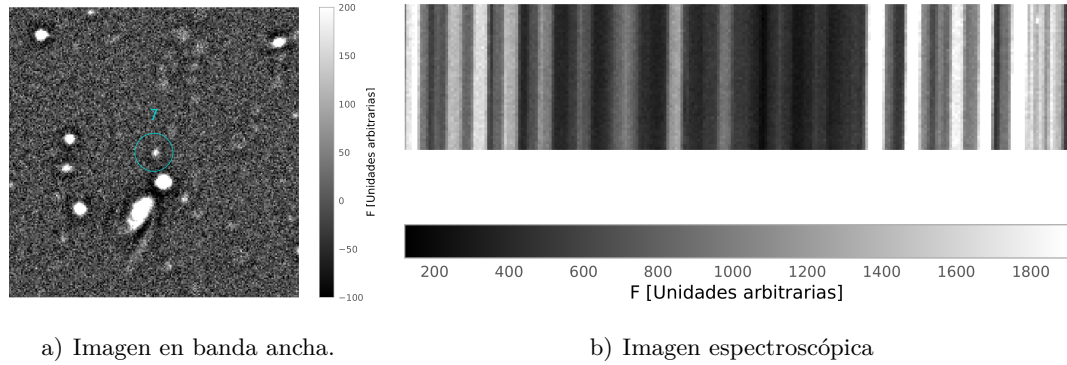 200
150
100
50
0
−50
−100
F [Unidades arbitrarias]
7
200 400 600 800 1000 1200 1400 1600 1800
F [Unidades arbitrarias]
a) Imagen en banda ancha.
b) Imagen espectroscópica